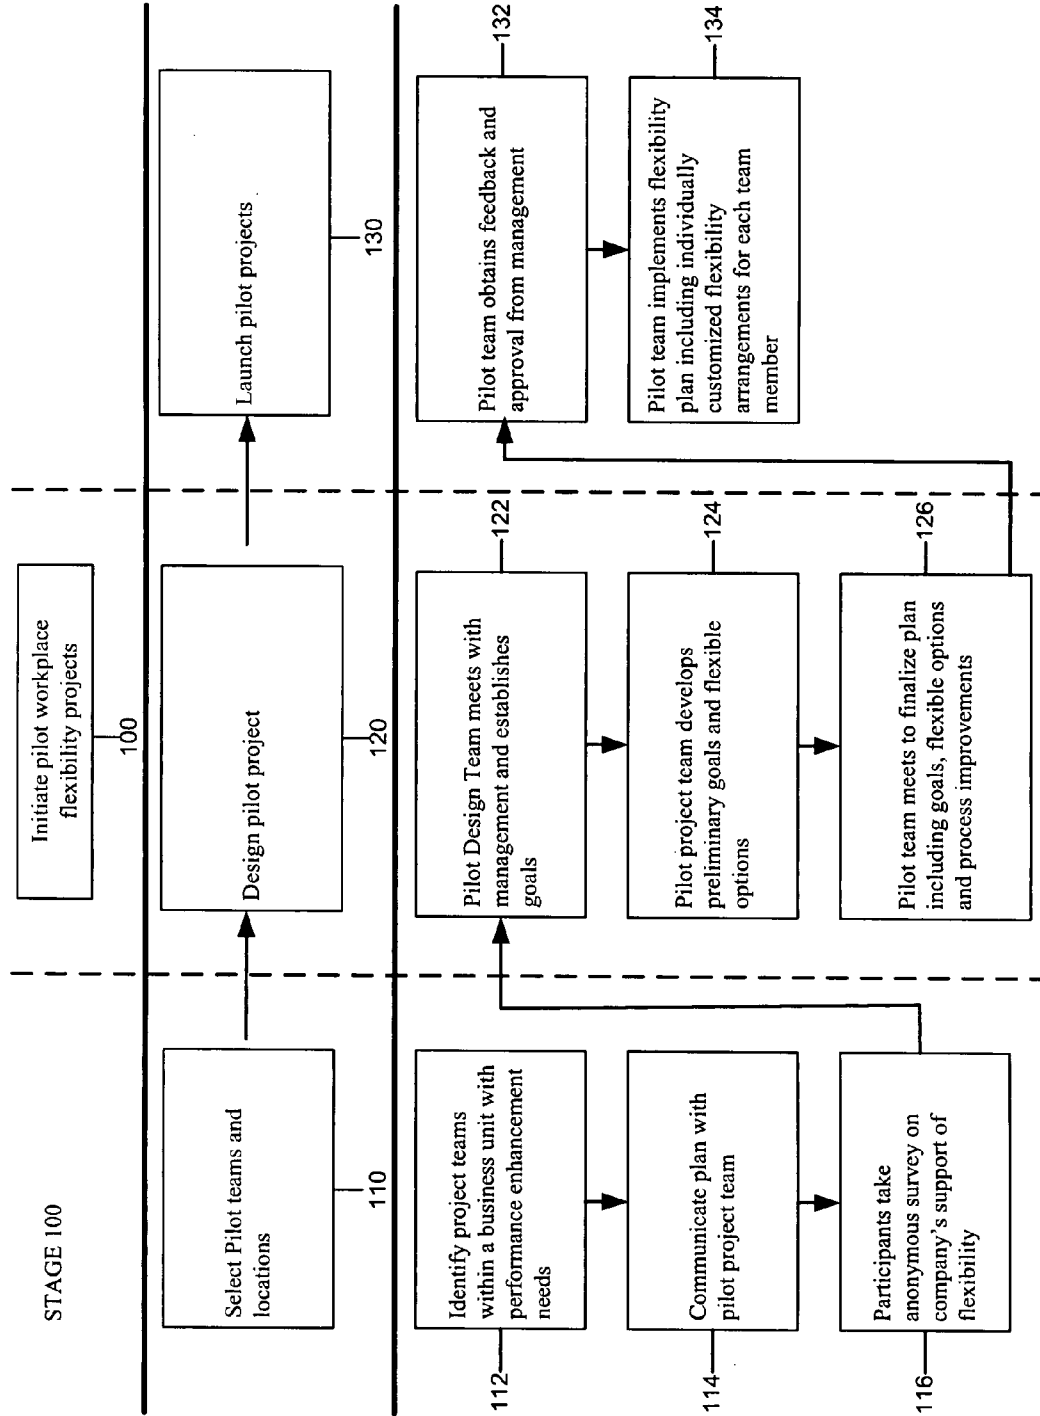 STAGE 100
Initiate pilot workplace
flexibility projects
100
Select Pilot teams and
locations
110
Design pilot project
120
Launch pilot projects
130
Identify project teams
within a business unit with
performance enhancement
needs
112
Communicate plan with
pilot project team
114
Participants take
anonymous survey on
company's support of
flexibility
116
Pilot Design Team meets with
management and establishes
goals
122
Pilot project team develops
preliminary goals and flexible
options
124
Pilot team meets to finalize plan
including goals, flexible options
and process improvements
126
Pilot team obtains feedback and
approval from management
132
Pilot team implements flexibility
plan including individually
customized flexibility
arrangements for each team
member
134